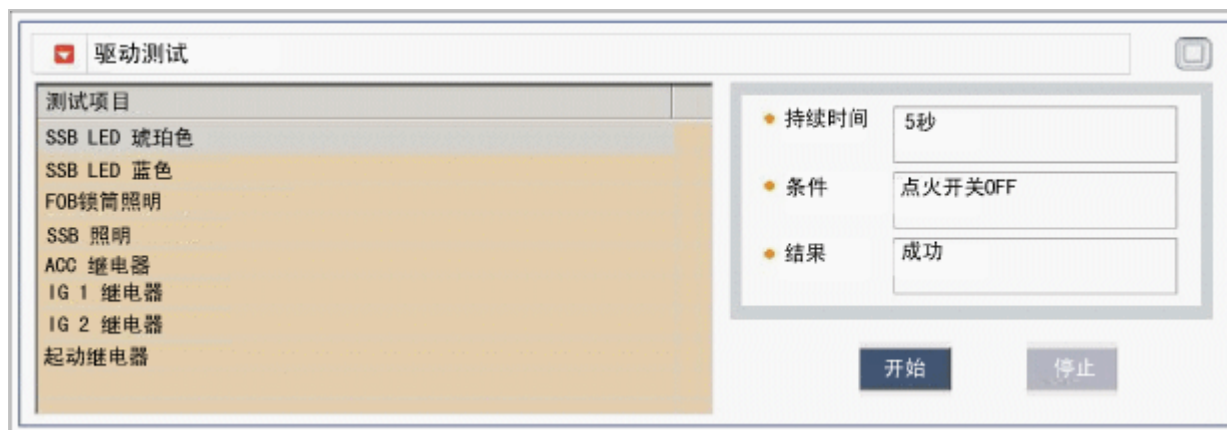 驱动测试
测试项目
SSB LED 琥珀色
SSB LED 蓝色
FOB镜筒照明
SSB 照明
ACC 继电器
IG 1 继电器
IG 2 继电器
起动继电器
持续时间 5秒
条件 点火开关OFF
结果 成功
开始 停止